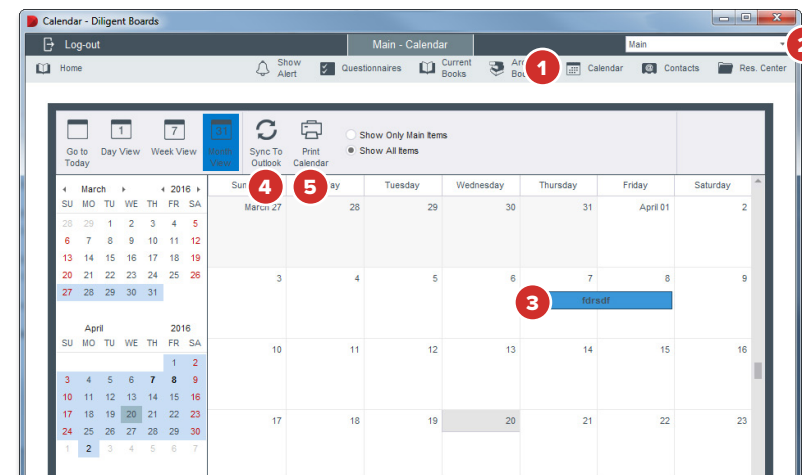 Calendar - Diligent Boards
Log-out Main - Calendar Main
2
Home Show Alert Questionnaires Current Books 1 Calendar Contacts Res. Center
Go to Today 1 Day View 7 Week View 31 Month View Sync To Outlook Print Calendar
Show Only Main Items
Show All Items
4 5
March 2016
SU MO TU WE TH FR SA
28 29 1 2 3 4 5
6 7 8 9 10 11 12
13 14 15 16 17 18 19
20 21 22 23 24 25 26
27 28 29 30 31
April 2016
SU MO TU WE TH FR SA
1 2
3 4 5 6 7 8 9
10 11 12 13 14 15 16
17 18 19 20 21 22 23
24 25 26 27 28 29 30
1 2 3 4 5 6 7
Tuesday Wednesday Thursday Friday Saturday
March 27 28 29 30 31 April 01 2
3 4 5 6 7 8 9
3 fdrsdf
10 11 12 13 14 15 16
17 18 19 20 21 22 23